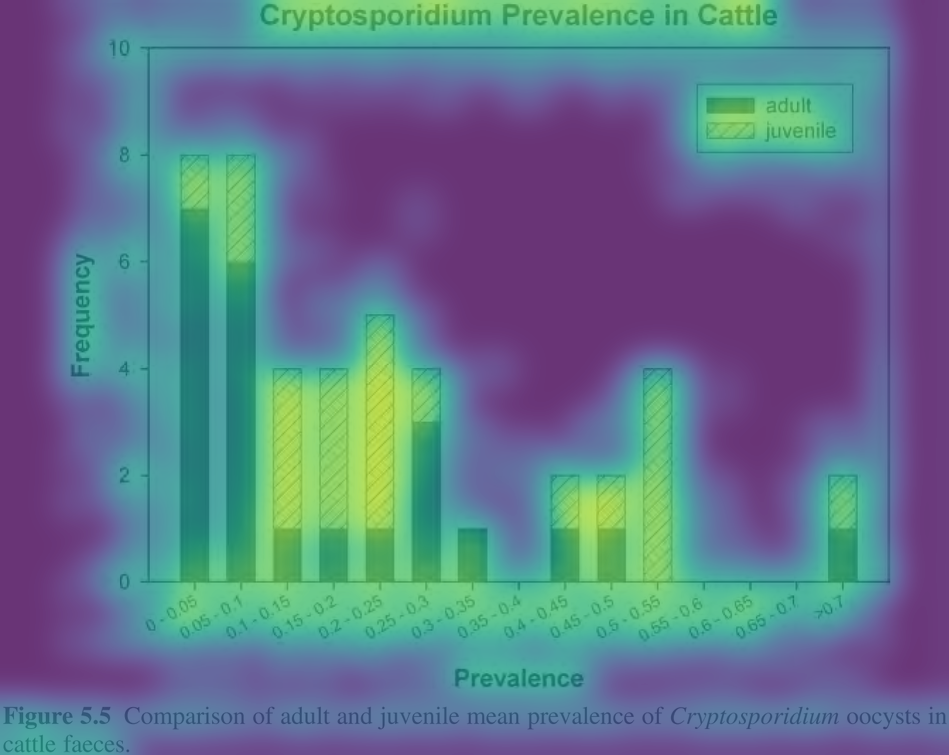 Cryptosporidium Prevalence in Cattle
10
adult
juvenile
8
6
Frequency
4
2
0
0 - 0.05
0.05 - 0.1
0.1 - 0.15
0.15 - 0.2
0.2 - 0.25
0.25 - 0.3
0.3 - 0.35
0.35 - 0.4
0.4 - 0.45
0.45 - 0.5
0.5 - 0.55
0.55 - 0.6
0.6 - 0.65
0.65 - 0.7
>0.7
Prevalence
Figure 5.5 Comparison of adult and juvenile mean prevalence of Cryptosporidium oocysts in
cattle faeces.